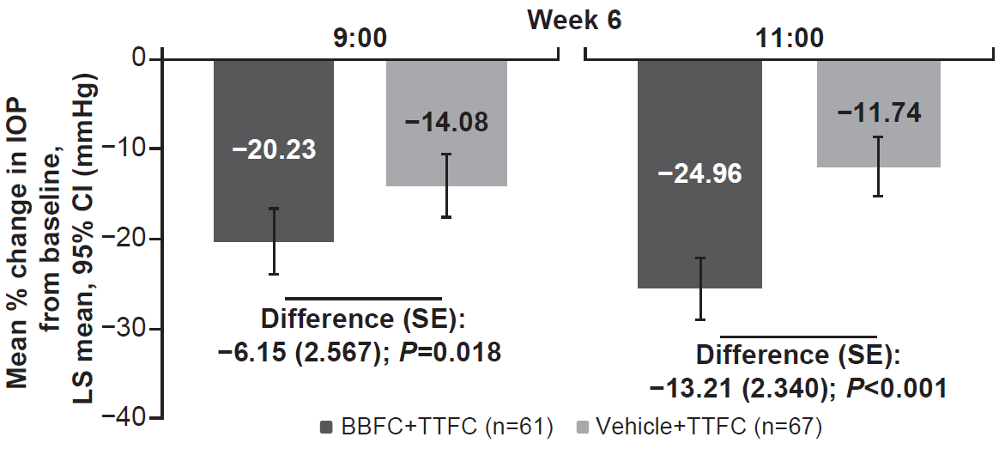 Week 6
9:00
11:00
Mean % change in IOP
from baseline,
LS mean, 95% CI (mmHg)
0
−10
−20
−30
−40
−20.23
−14.08
−24.96
−11.74
Difference (SE):
−6.15 (2.567); P=0.018
Difference (SE):
−13.21 (2.340); P<0.001
BBFC+TTFC (n=61)
Vehicle+TTFC (n=67)